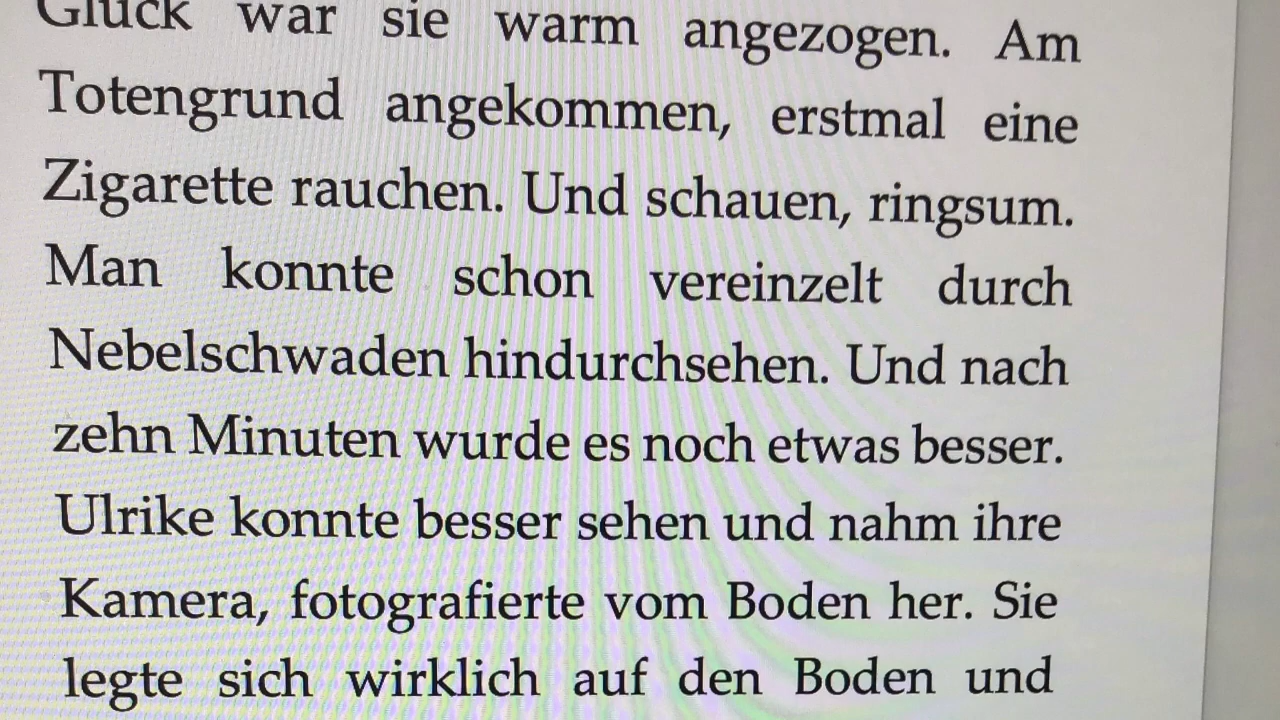 Glück war sie warm angezogen. Am
Totengrund angekommen, erstmal eine
Zigarette rauchen. Und schauen, ringsum.
Man konnte schon vereinzelt durch
Nebelschwaden hindurchsehen. Und nach
zehn Minuten wurde es noch etwas besser.
Ulrike konnte besser sehen und nahm ihre
Kamera, fotografierte vom Boden her. Sie
legte sich wirklich auf den Boden und